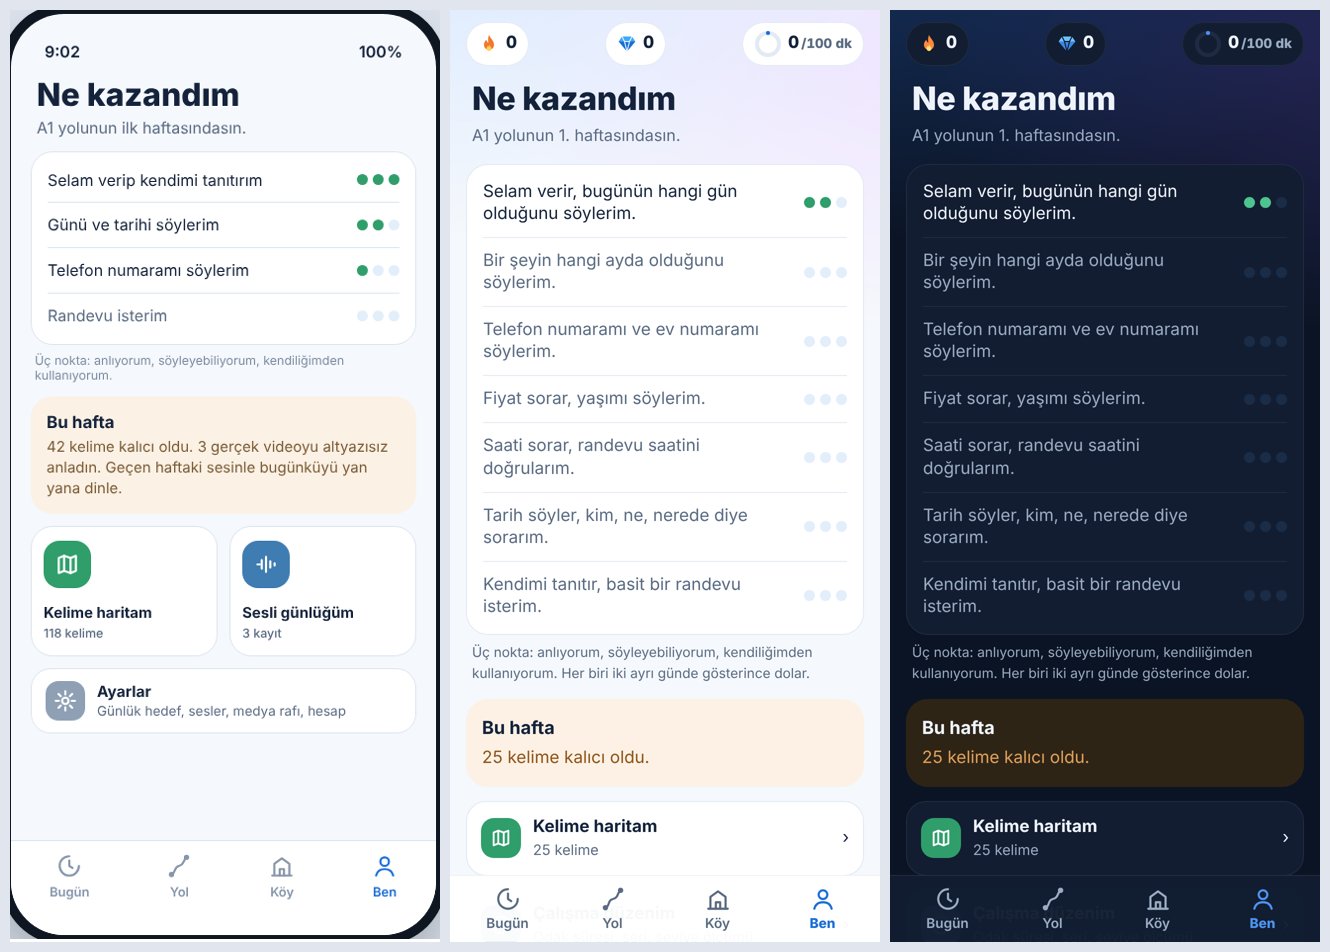 9:02 100%
Ne kazandım
A1 yolunun ilk haftasındasın.
Selam verip kendimi tanıtırım
Günü ve tarihi söylerim
Telefon numaramı söylerim
Randevu isterim
Üç nokta: anlıyorum, söyleyebiliyorum, kendiliğimden
kullanıyorum.
Bu hafta
42 kelime kalıcı oldu. 3 gerçek videoyu altyazısız
anladın. Geçen haftaki sesinle bugünküyü yan
yana dinle.
Kelime haritam
118 kelime
Sesli günlüğüm
3 kayıt
Ayarlar
Günlük hedef, sesler, medya rafı, hesap
Bugün Yol Köy Ben
0 0 0/100 dk
Ne kazandım
A1 yolunun 1. haftasındasın.
Selam verir, bugünün hangi gün
olduğunu söylerim.
Bir şeyin hangi ayda olduğunu
söylerim.
Telefon numaramı ve ev numaramı
söylerim.
Fiyat sorar, yaşımı söylerim.
Saati sorar, randevu saatini
doğrularım.
Tarih söyler, kim, ne, nerede diye
sorarım.
Kendimi tanıtır, basit bir randevu
isterim.
Üç nokta: anlıyorum, söyleyebiliyorum, kendiliğimden
kullanıyorum. Her biri iki ayrı günde gösterince dolar.
Bu hafta
25 kelime kalıcı oldu.
Kelime haritam
25 kelime
Çalışma düzenim
Bugün Yol Köy Ben
0 0 0/100 dk
Ne kazandım
A1 yolunun 1. haftasındasın.
Selam verir, bugünün hangi gün
olduğunu söylerim.
Bir şeyin hangi ayda olduğunu
söylerim.
Telefon numaramı ve ev numaramı
söylerim.
Fiyat sorar, yaşımı söylerim.
Saati sorar, randevu saatini
doğrularım.
Tarih söyler, kim, ne, nerede diye
sorarım.
Kendimi tanıtır, basit bir randevu
isterim.
Üç nokta: anlıyorum, söyleyebiliyorum, kendiliğimden
kullanıyorum. Her biri iki ayrı günde gösterince dolar.
Bu hafta
25 kelime kalıcı oldu.
Kelime haritam
25 kelime
Çalışma düzenim
Bugün Yol Köy Ben